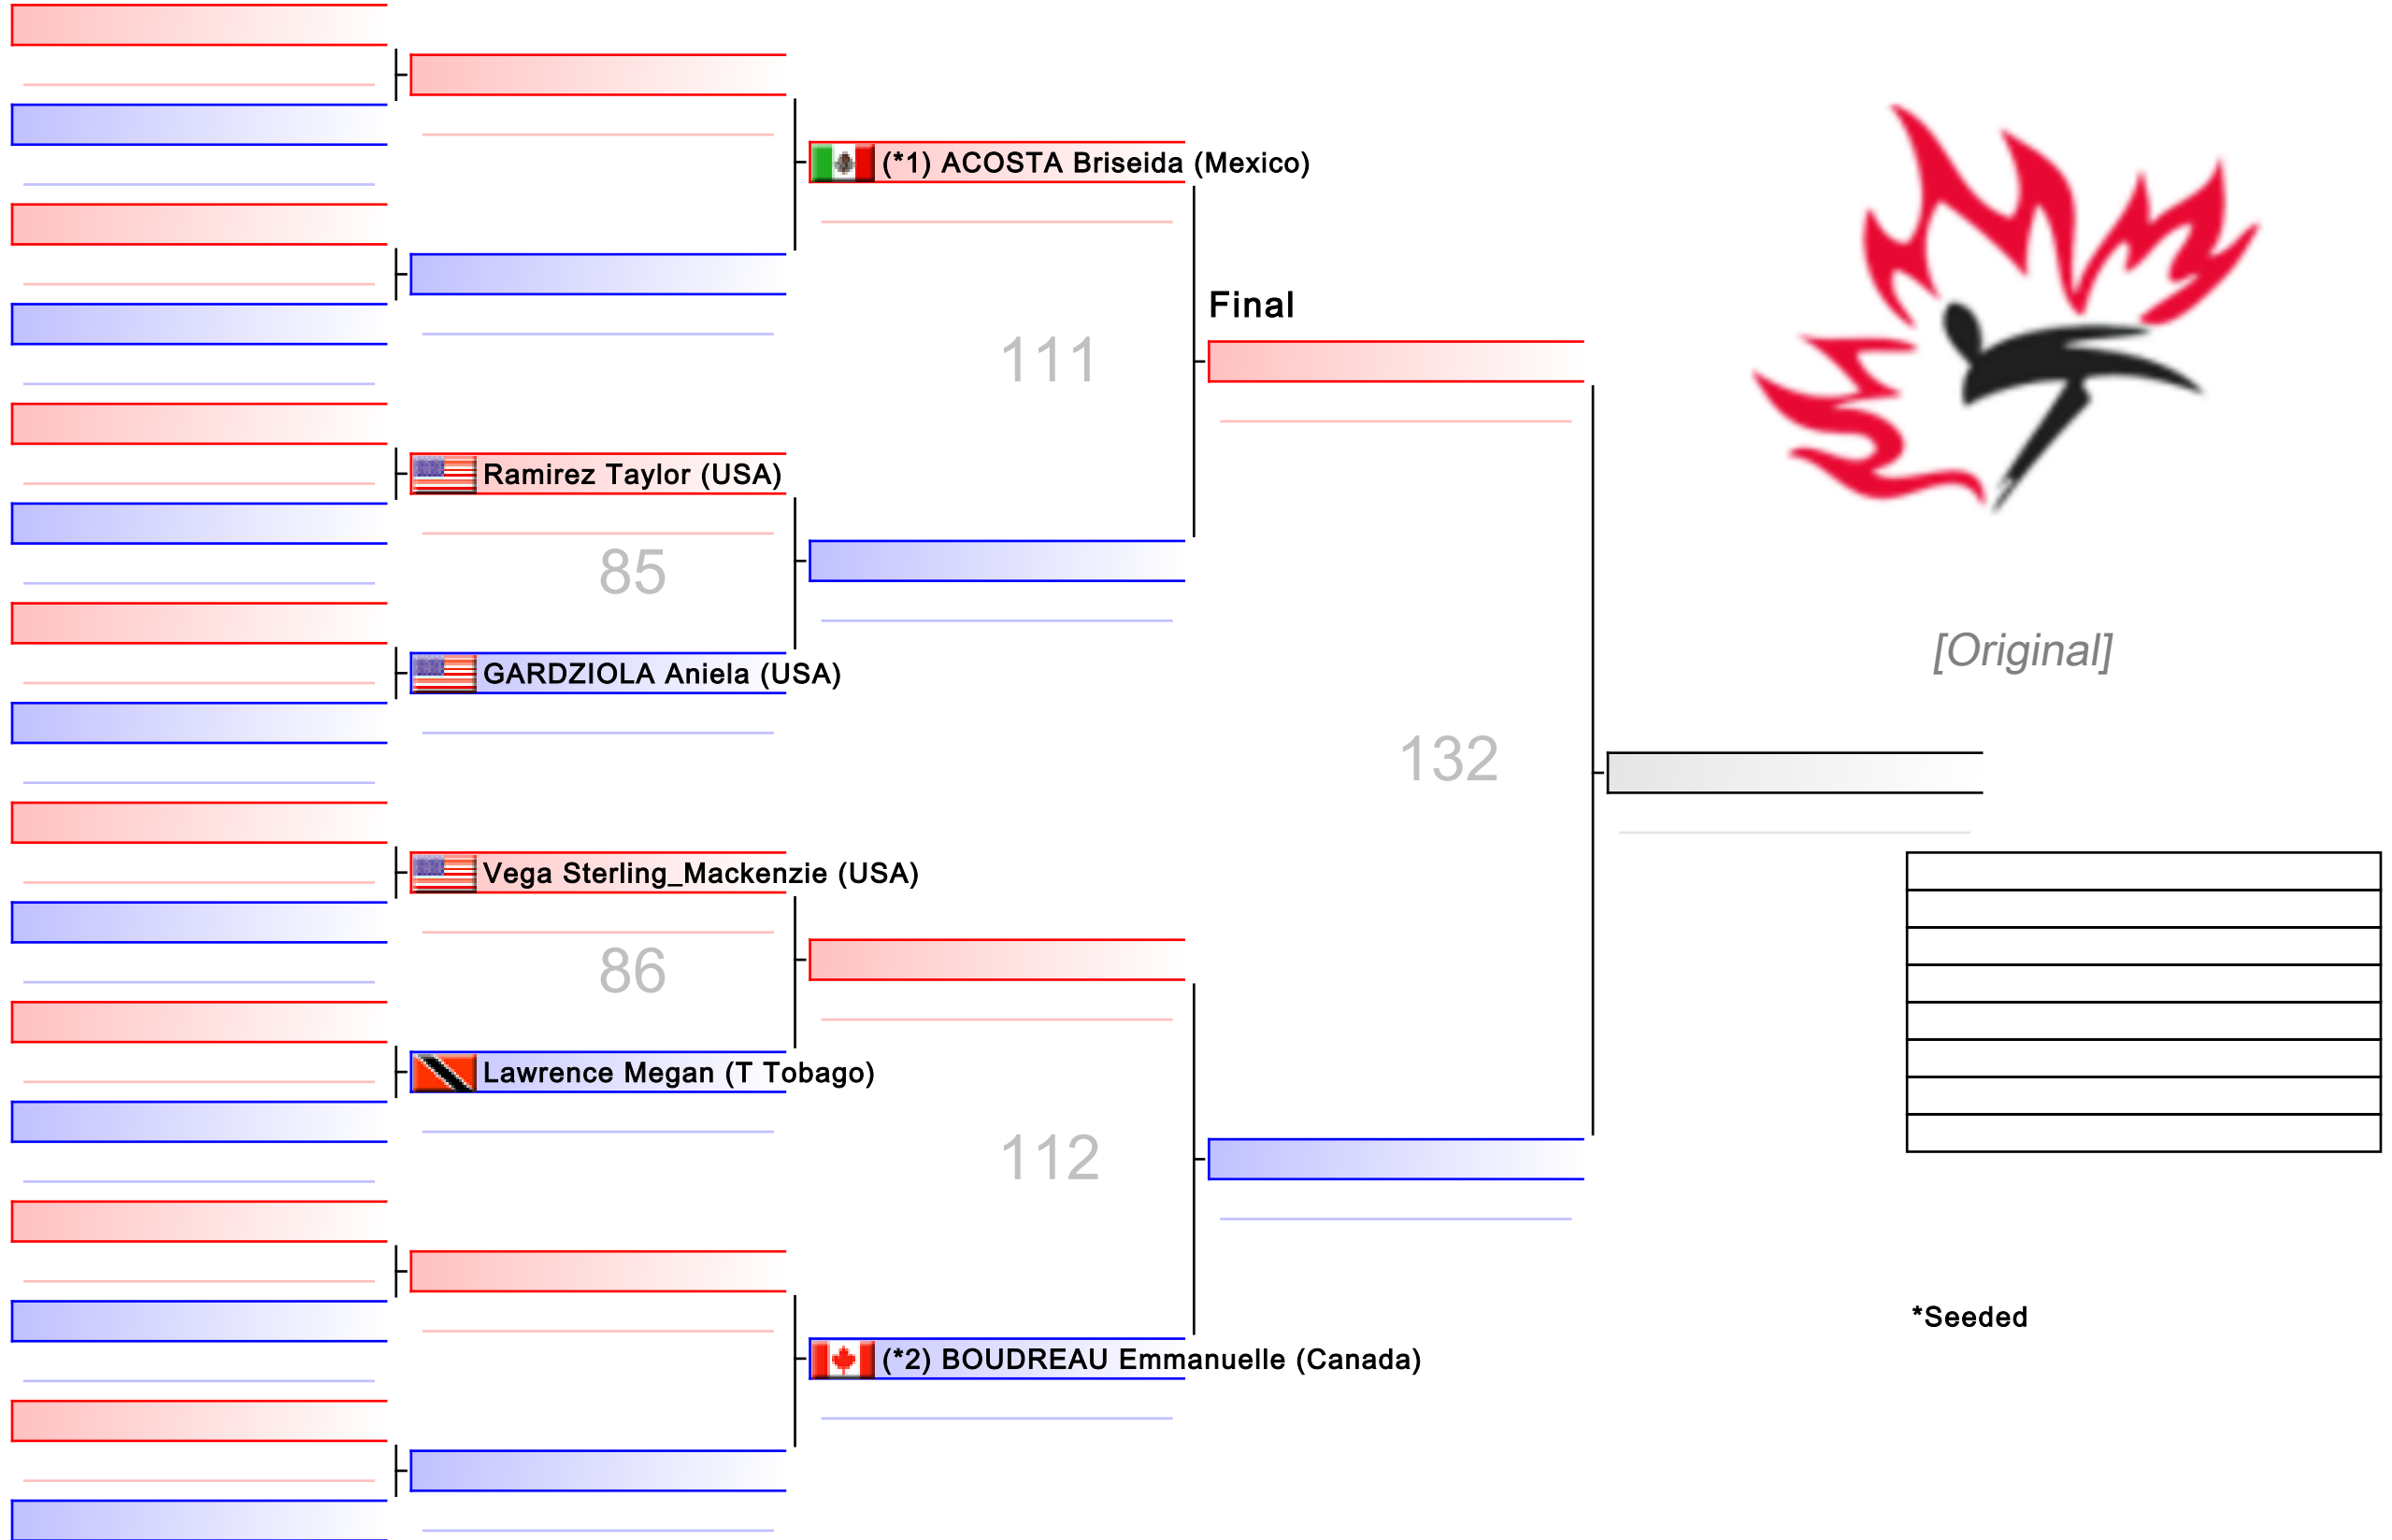 (*1) ACOSTA Briseida (Mexico)
Final
111
Ramirez Taylor (USA)
85
GARDZIOLA Aniela (USA)
[Original]
132
Vega Sterling_Mackenzie (USA)
86
Lawrence Megan (T Tobago)
112
*Seeded
(*2) BOUDREAU Emmanuelle (Canada)